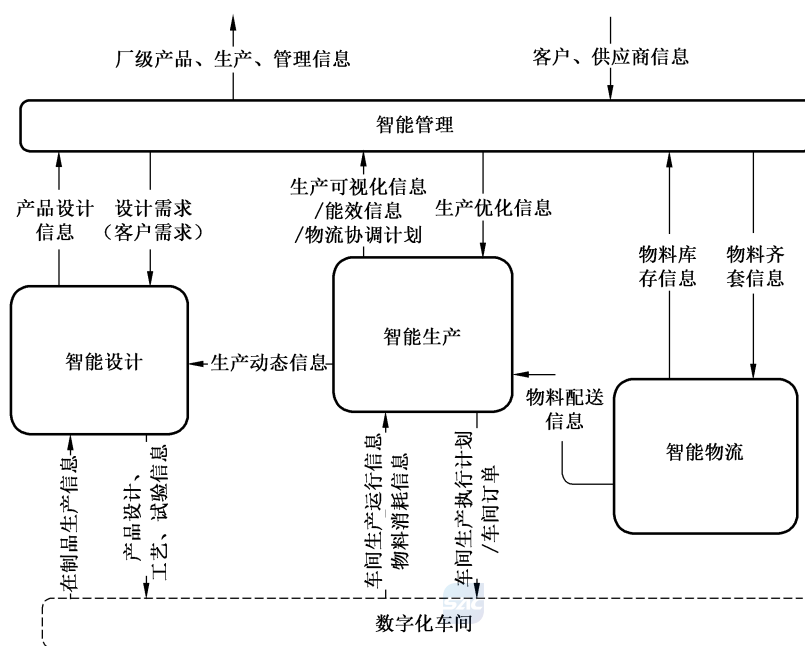 厂级产品、生产、管理信息
客户、供应商信息
智能管理
产品设计
信息
设计需求
（客户需求）
生产可视化信息
/能效信息
/物流协调计划
生产优化信息
物料库
存信息
物料齐
套信息
智能设计
生产动态信息
智能生产
物料配送
信息
智能物流
在制品生产信息
产品设计、
工艺、试验信息
车间生产运行信息
物料消耗信息
车间生产执行计划
/车间订单
SAC
数字化车间